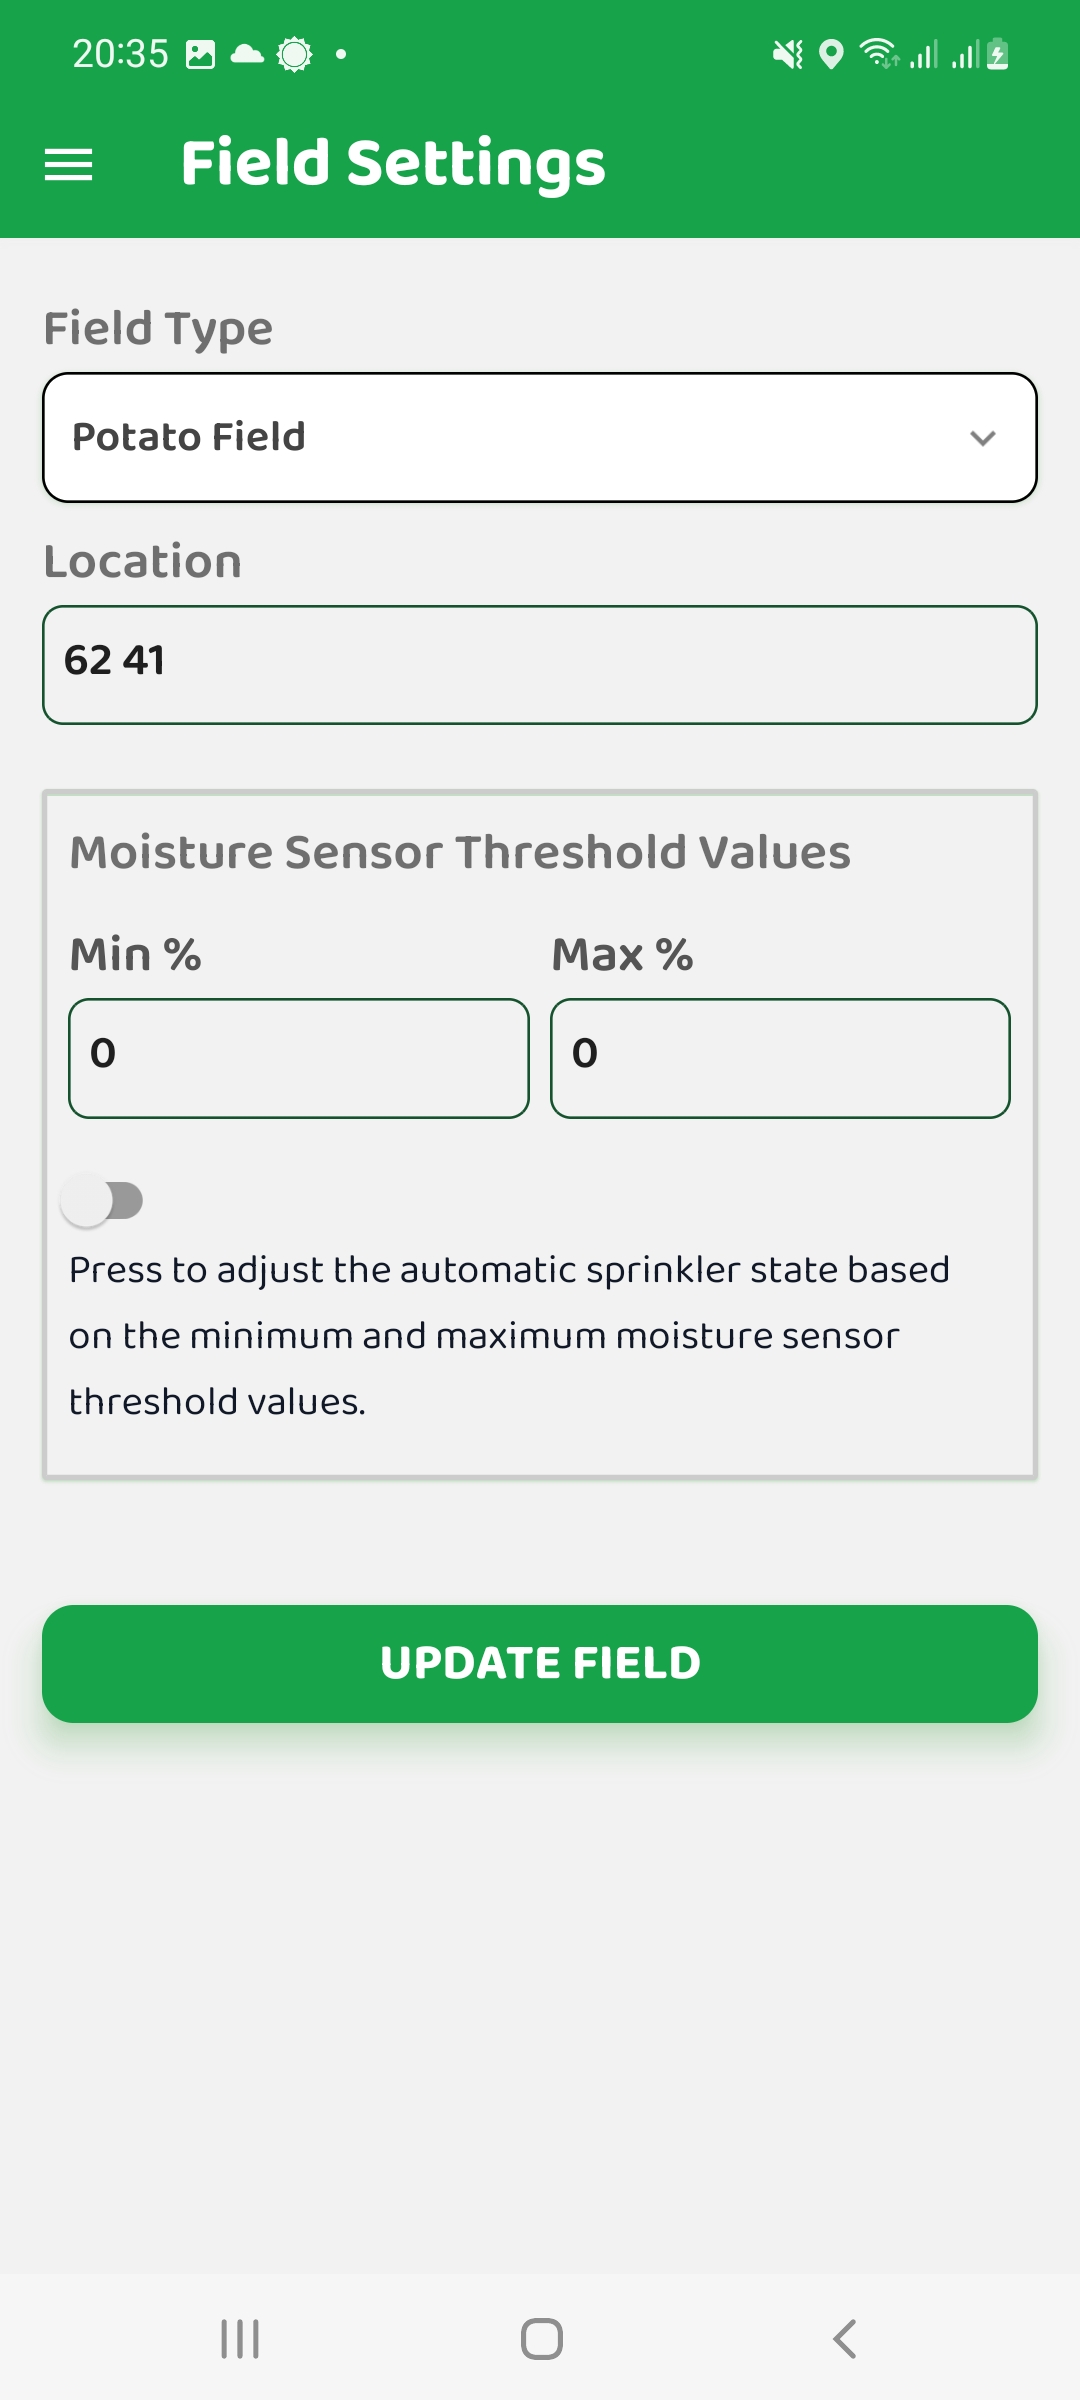 20:35
Field Settings
Field Type
Potato Field
Location
62 41
Moisture Sensor Threshold Values
Min %
Max %
0
0
Press to adjust the automatic sprinkler state based
on the minimum and maximum moisture sensor
threshold values.
UPDATE FIELD